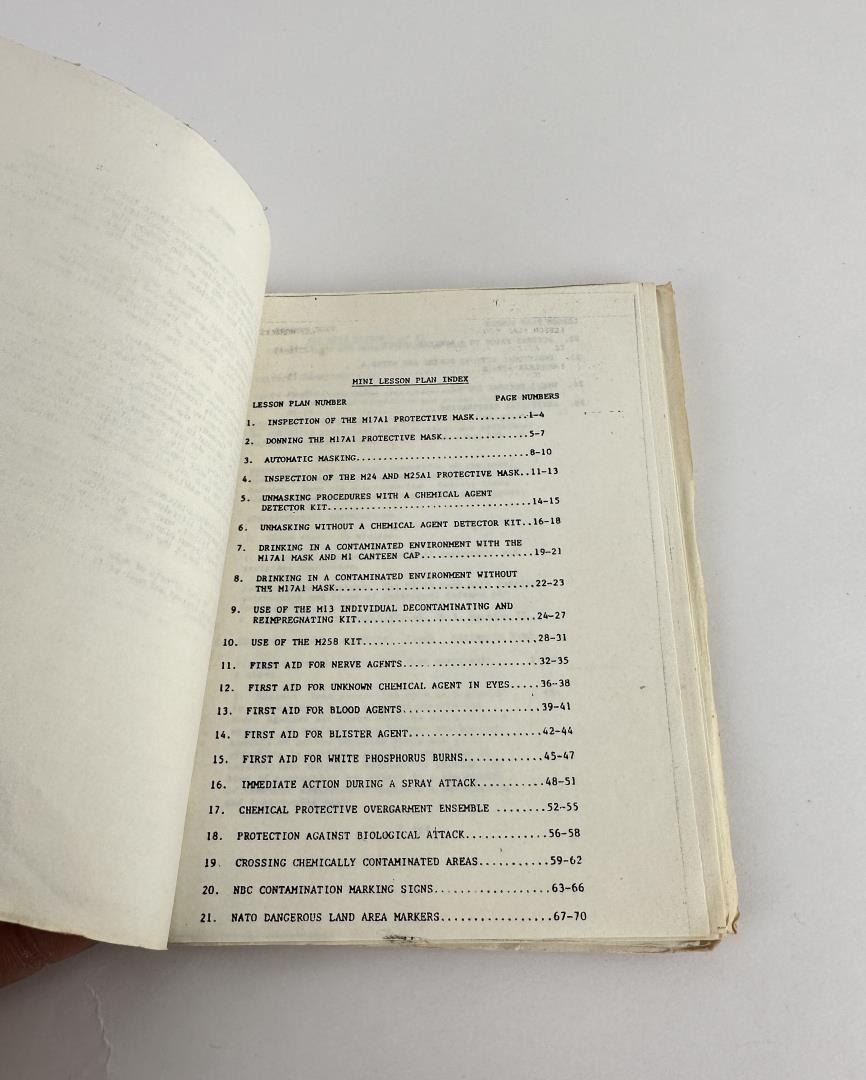 MINI LESSON PLAN INDEX
LESSON PLAN NUMBER PAGE NUMBERS
1. INSPECTION OF THE M17A1 PROTECTIVE MASK..........1-4
2. DONNING THE M17A1 PROTECTIVE MASK...............5-7
3. AUTOMATIC MASKING...............................8-10
4. INSPECTION OF THE M24 AND M25A1 PROTECTIVE MASK..11-13
5. UNMASKING PROCEDURES WITH A CHEMICAL AGENT
DETECTOR KIT....................................14-15
6. UNMASKING WITHOUT A CHEMICAL AGENT DETECTOR KIT..16-18
7. DRINKING IN A CONTAMINATED ENVIRONMENT WITH THE
M17A1 MASK AND M1 CANTEEN CAP....................19-21
8. DRINKING IN A CONTAMINATED ENVIRONMENT WITHOUT
THE M17A1 MASK...................................22-23
9. USE OF THE M13 INDIVIDUAL DECONTAMINATING AND
REIMPREGNATING KIT...............................24-27
10. USE OF THE M258 KIT..............................28-31
11. FIRST AID FOR NERVE AGENTS.......................32-35
12. FIRST AID FOR UNKNOWN CHEMICAL AGENT IN EYES.....36-38
13. FIRST AID FOR BLOOD AGENTS.......................39-41
14. FIRST AID FOR BLISTER AGENT......................42-44
15. FIRST AID FOR WHITE PHOSPHORUS BURNS.............45-47
16. IMMEDIATE ACTION DURING A SPRAY ATTACK...........48-51
17. CHEMICAL PROTECTIVE OVERGARMENT ENSEMBLE ........52-55
18. PROTECTION AGAINST BIOLOGICAL ATTACK.............56-58
19. CROSSING CHEMICALLY CONTAMINATED AREAS...........59-62
20. NBC CONTAMINATION MARKING SIGNS..................63-66
21. NATO DANGEROUS LAND AREA MARKERS.................67-70